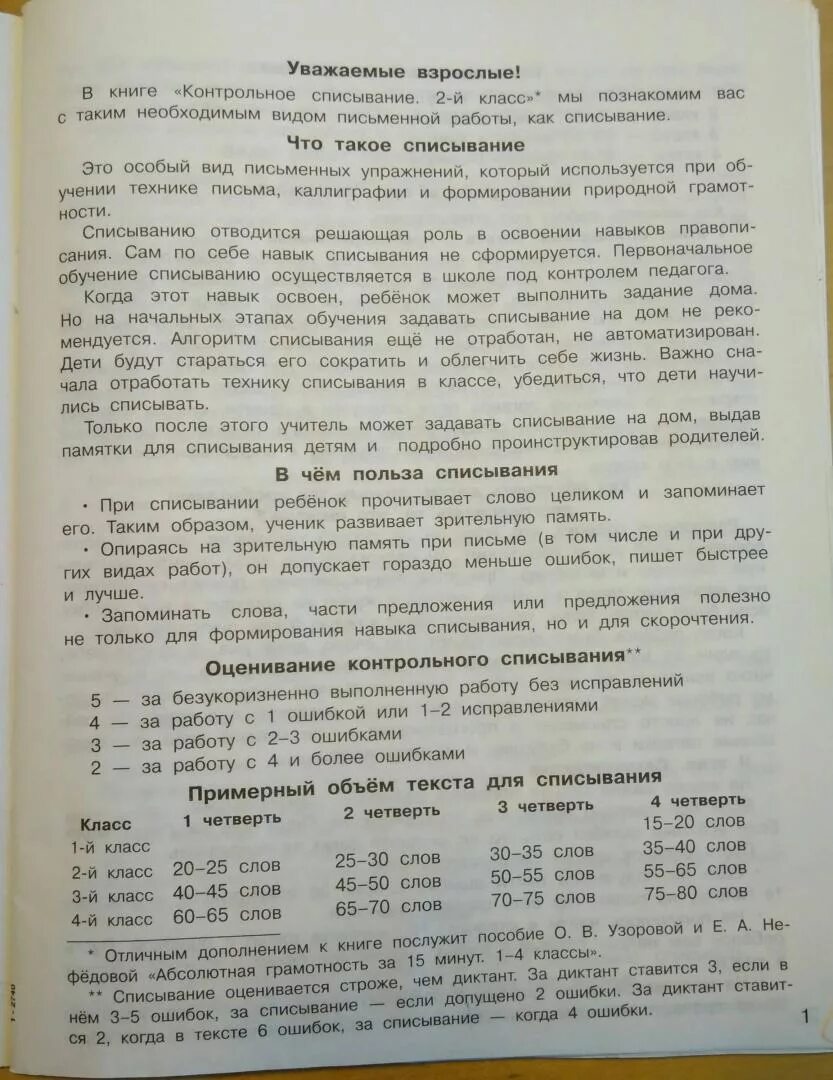 Уважаемые взрослые!
В книге «Контрольное списывание. 2-й класс»* мы познакомим вас
с таким необходимым видом письменной работы, как списывание.
Что такое списывание
Это особый вид письменных упражнений, который используется при об-
учении технике письма, каллиграфии и формировании природной грамот-
ности.
Списыванию отводится решающая роль в освоении навыков правопи-
сания. Сам по себе навык списывания не сформируется. Первоначальное
обучение списыванию осуществляется в школе под контролем педагога.
Когда этот навык освоен, ребёнок может выполнить задание дома.
Но на начальных этапах обучения задавать списывание на дом не реко-
мендуется. Алгоритм списывания ещё не отработан, не автоматизирован.
Дети будут стараться его сократить и облегчить себе жизнь. Важно сна-
чала отработать технику списывания в классе, убедиться, что дети научи-
лись списывать.
Только после этого учитель может задавать списывание на дом, выдав
памятки для списывания детям и подробно проинструктировав родителей.
В чём польза списывания
• При списывании ребёнок прочитывает слово целиком и запоминает
его. Таким образом, ученик развивает зрительную память.
• Опираясь на зрительную память при письме (в том числе и при дру-
гих видах работ), он допускает гораздо меньше ошибок, пишет быстрее
и лучше.
• Запоминать слова, части предложения или предложения полезно
не только для формирования навыка списывания, но и для скорочтения.
Оценивание контрольного списывания**
5 — за безукоризненно выполненную работу без исправлений
4 — за работу с 1 ошибкой или 1–2 исправлениями
3 — за работу с 2–3 ошибками
2 — за работу с 4 и более ошибками
Примерный объём текста для списывания
Класс 1 четверть 2 четверть 3 четверть 4 четверть
1-й класс 15–20 слов
2-й класс 20–25 слов 25–30 слов 30–35 слов 35–40 слов
3-й класс 40–45 слов 45–50 слов 50–55 слов 55–65 слов
4-й класс 60–65 слов 65–70 слов 70–75 слов 75–80 слов
* Отличным дополнением к книге послужит пособие О. В. Узоровой и Е. А. Не-
фёдовой «Абсолютная грамотность за 15 минут. 1–4 классы».
** Списывание оценивается строже, чем диктант. За диктант ставится 3, если в
нём 3–5 ошибок, за списывание — если допущено 2 ошибки. За диктант ставит-
ся 2, когда в тексте 6 ошибок, за списывание — когда 4 ошибки.
1
1 - 2740